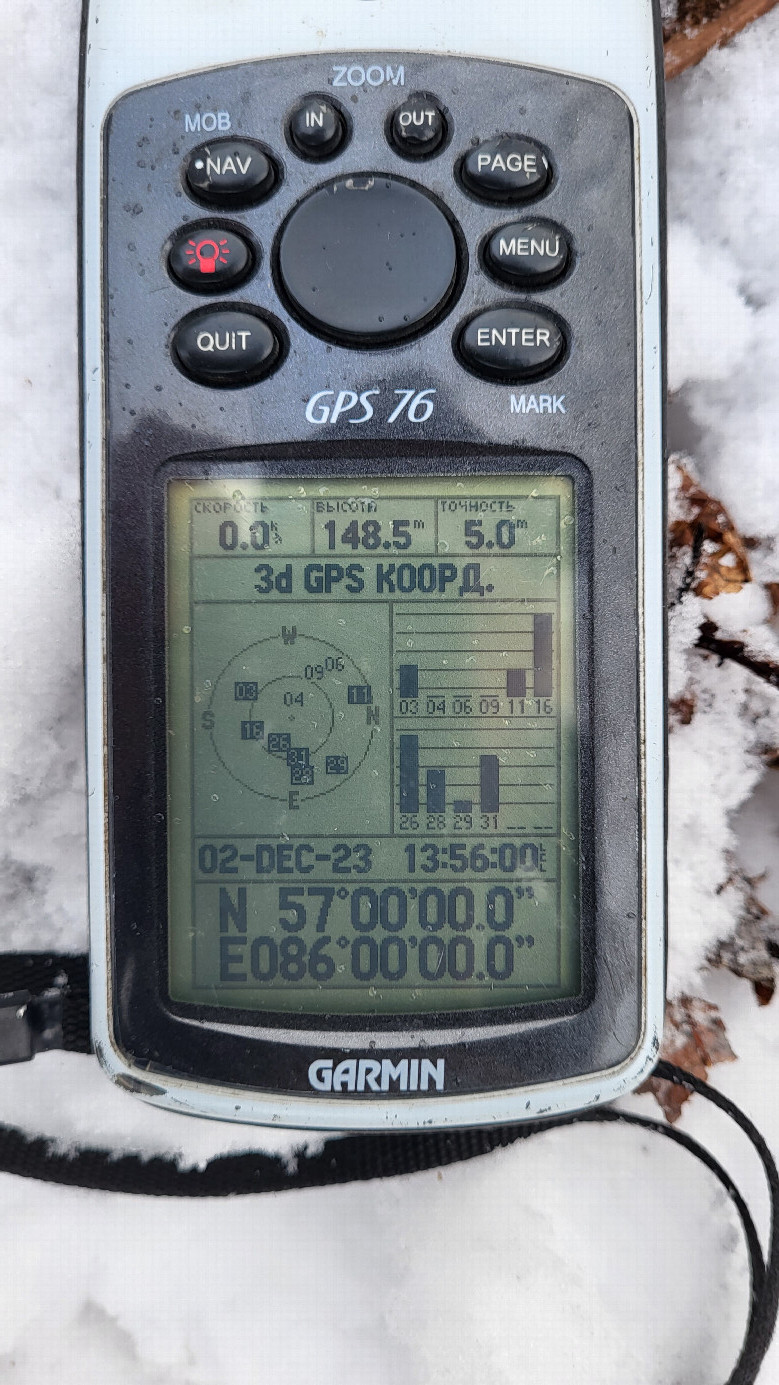 ZOOM
MOB
IN OUT
NAV PAGE
MENU
QUIT ENTER
GPS 76
MARK
СКОРОСТЬ ВЫСОТА ТОЧНОСТЬ
0.0 148.5m 5.0m
3d GPS КООРД.
W
09 06
03 04 11
S 16 N
26
31
28 29
E
03 04 06 09 11 16
26 28 29 31 __ __
02-DEC-23 13:56:00
N 57°00'00.0"
E086°00'00.0"
GARMIN